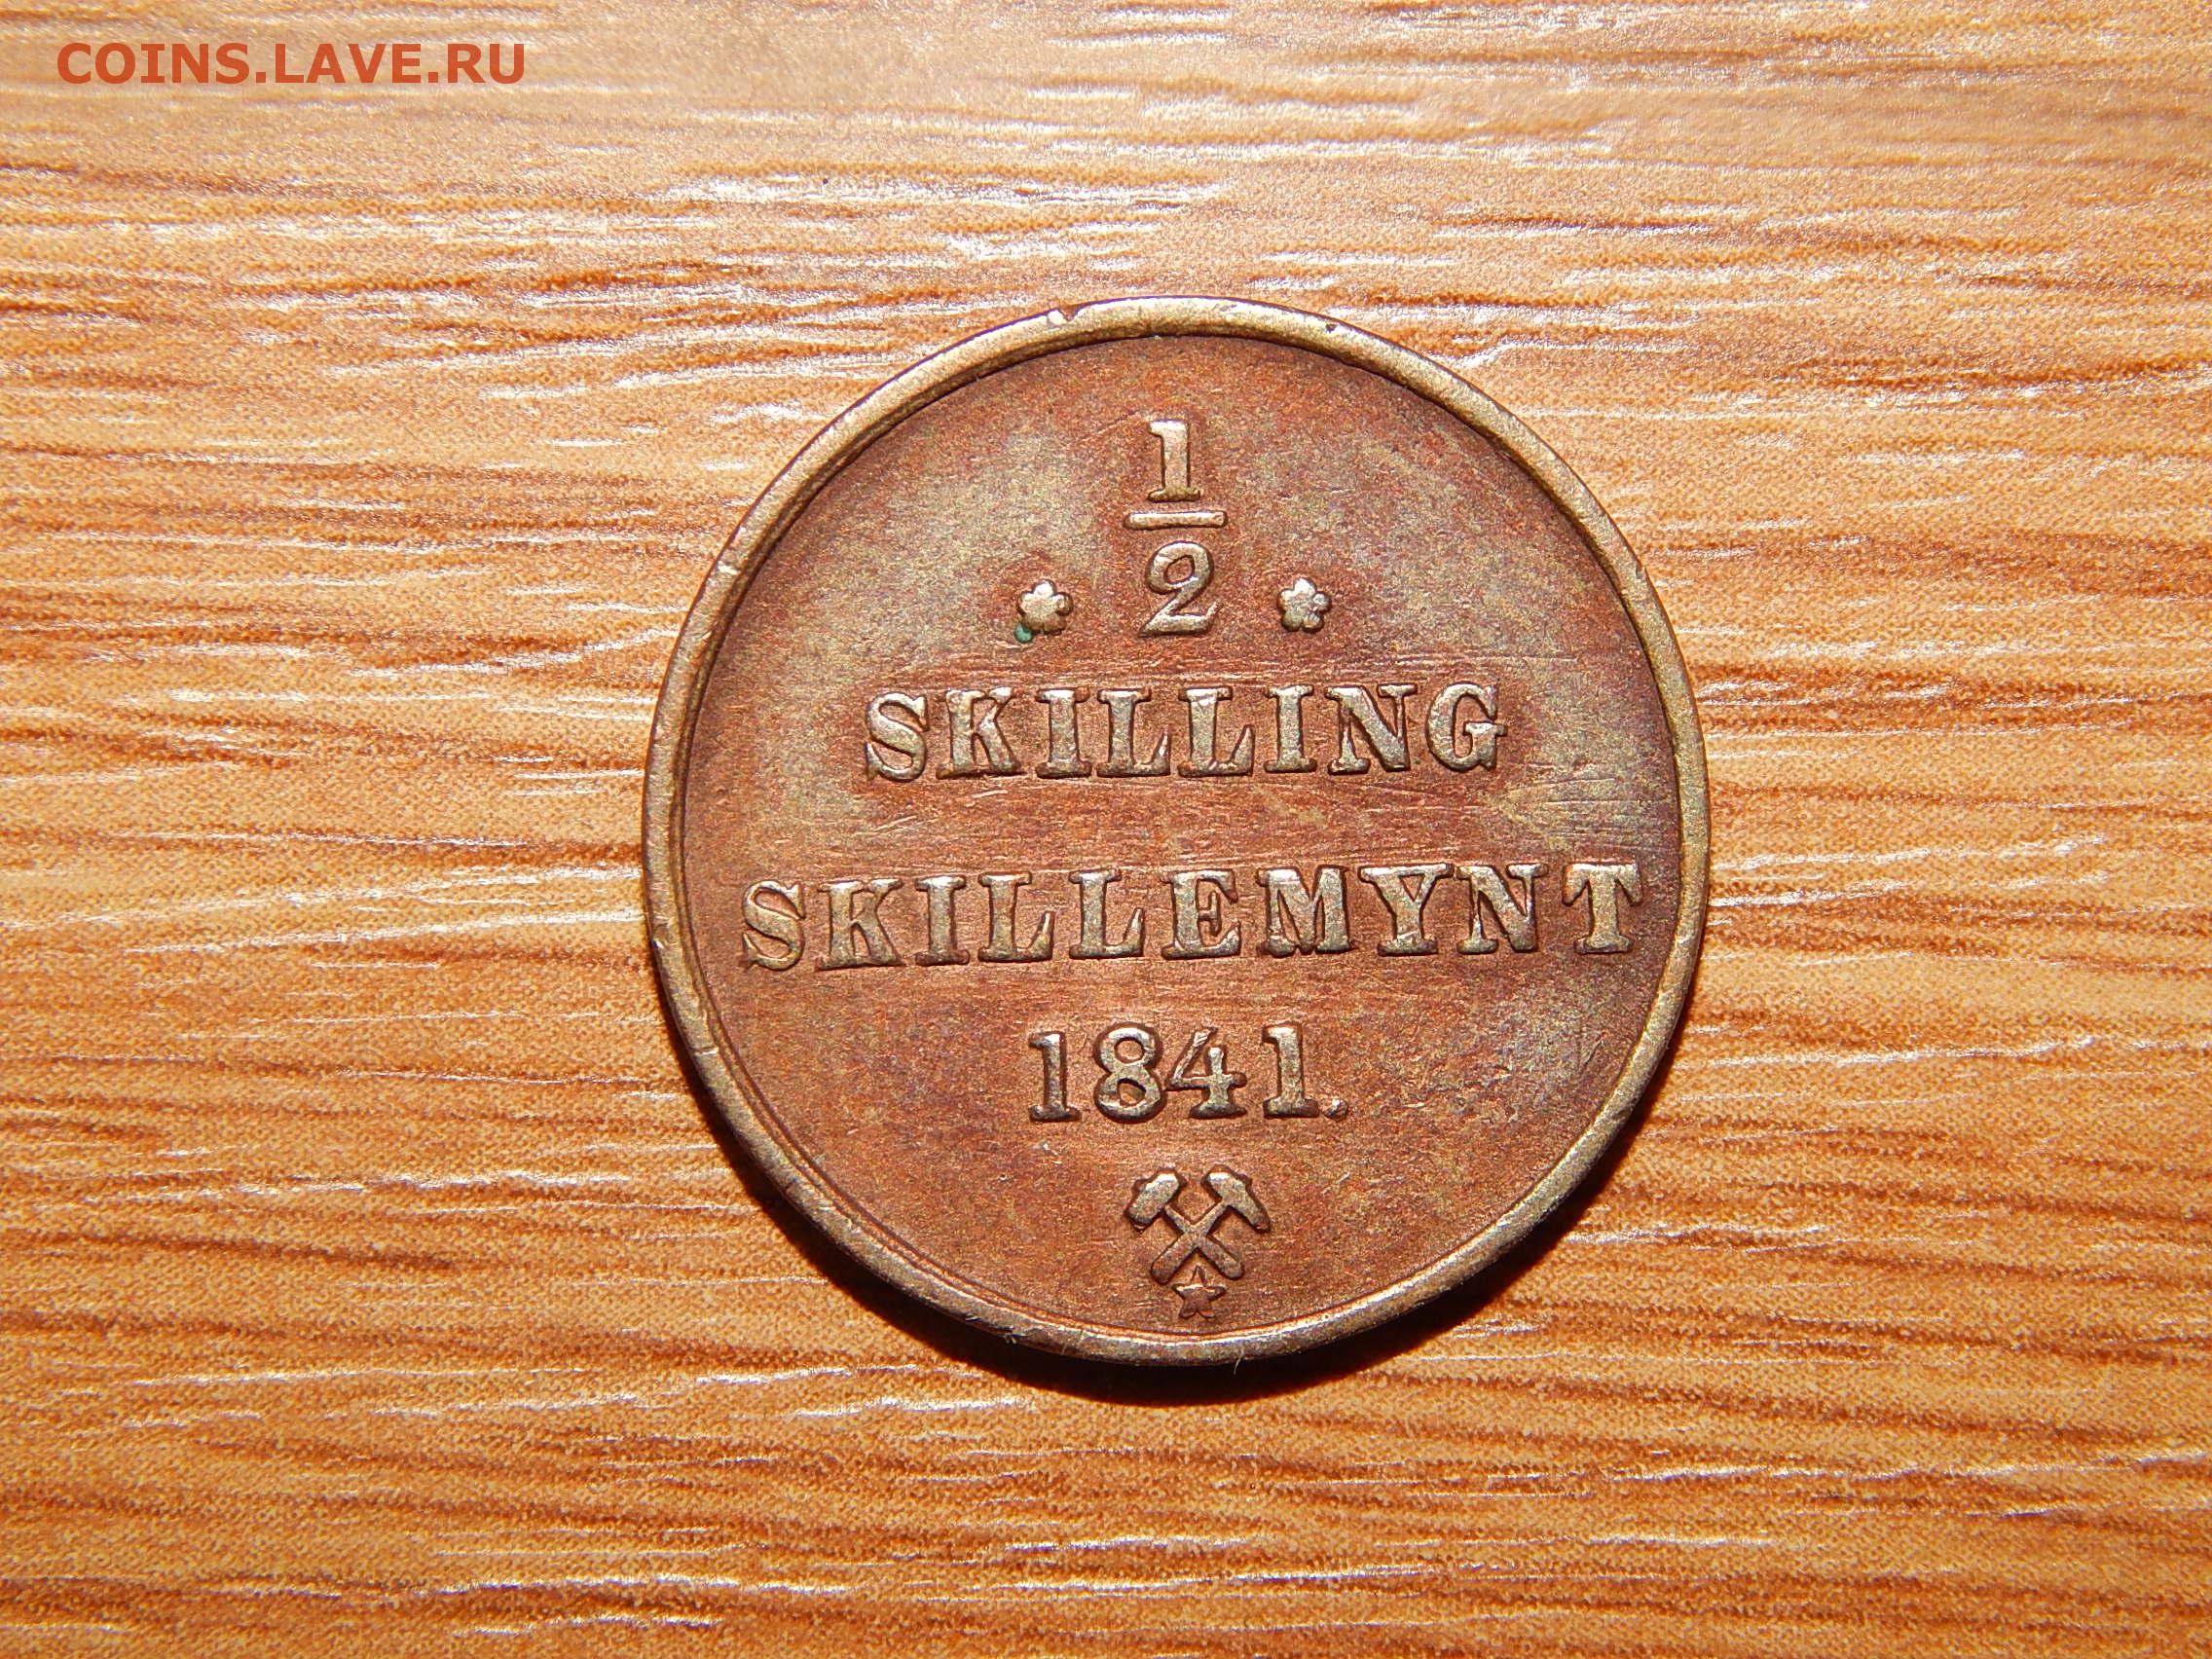 COINS.LAVE.RU
1
2
SKILLING
SKILLEMYNT
1841.